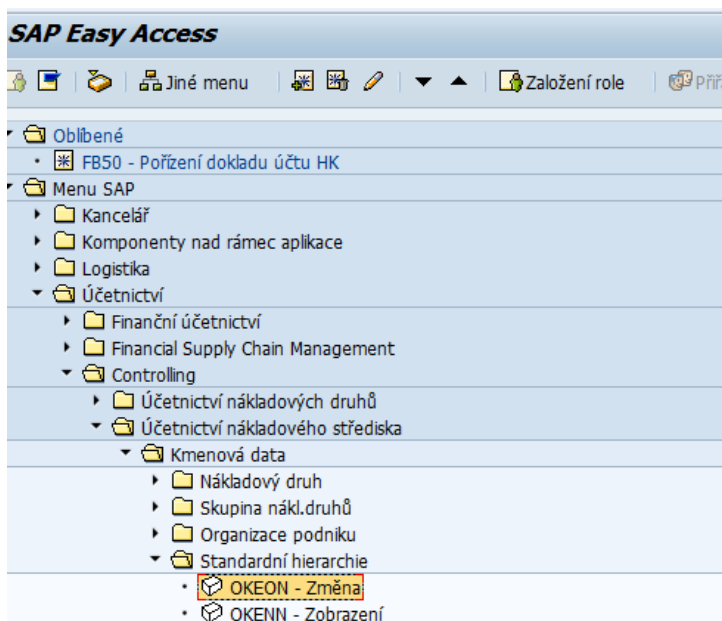 SAP Easy Access
Jiné menu Založení role Přiř
Oblíbené
FB50 - Pořízení dokladu účtu HK
Menu SAP
Kancelář
Komponenty nad rámec aplikace
Logistika
Účetnictví
Finanční účetnictví
Financial Supply Chain Management
Controlling
Účetnictví nákladových druhů
Účetnictví nákladového střediska
Kmenová data
Nákladový druh
Skupina nákl.druhů
Organizace podniku
Standardní hierarchie
OKEON - Změna
OKENN - Zobrazení